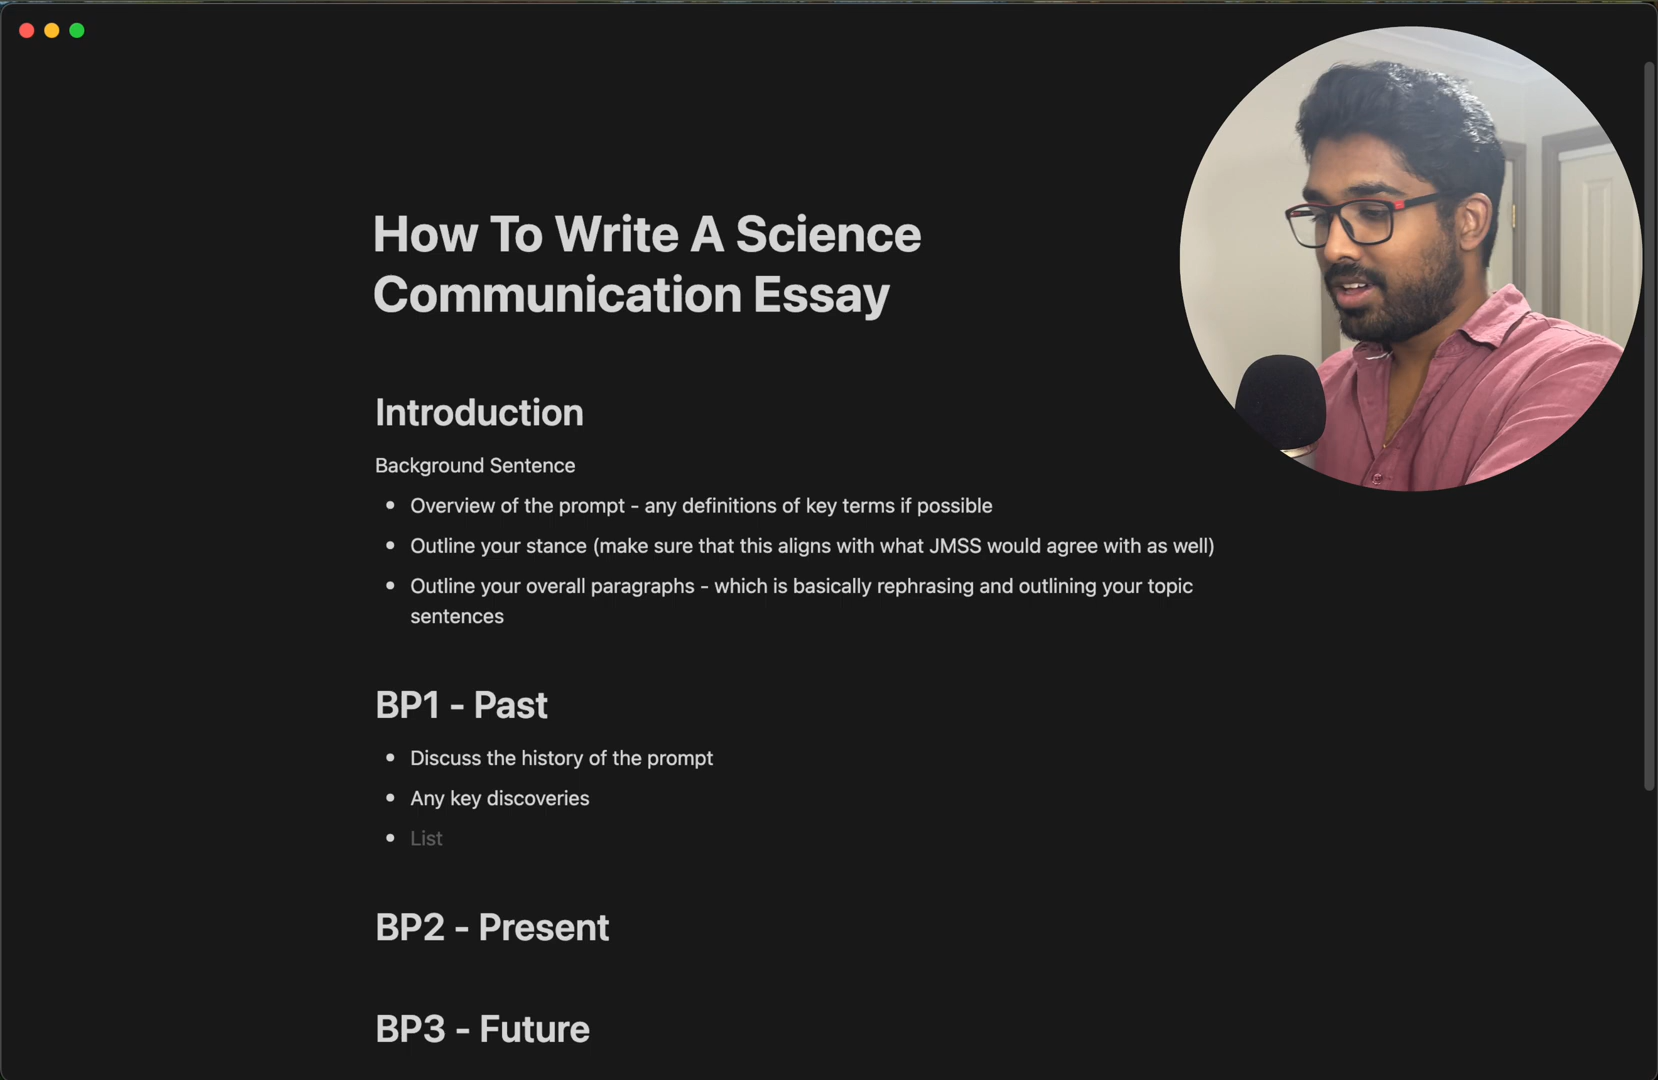 How To Write A Science
Communication Essay
Introduction
Background Sentence
Overview of the prompt - any definitions of key terms if possible
Outline your stance (make sure that this aligns with what JMSS would agree with as well)
Outline your overall paragraphs - which is basically rephrasing and outlining your topic
sentences
BP1 - Past
Discuss the history of the prompt
Any key discoveries
List
BP2 - Present
BP3 - Future